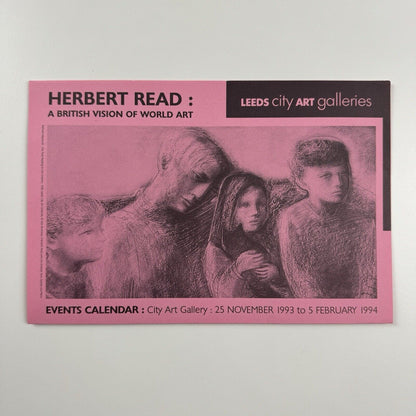 HERBERT READ :
A BRITISH VISION OF WORLD ART
LEEDS city ART galleries
EVENTS CALENDAR : City Art Gallery : 25 NOVEMBER 1993 to 5 FEBRUARY 1994